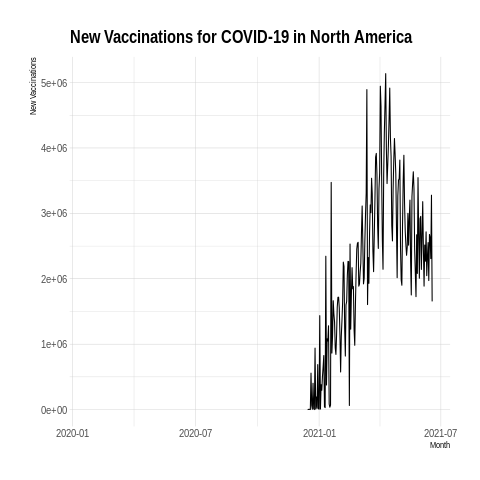 New Vaccinations for COVID-19 in North America
New Vaccinations
5e+06
4e+06
3e+06
2e+06
1e+06
0e+00
2020-01
2020-07
2021-01
2021-07
Month